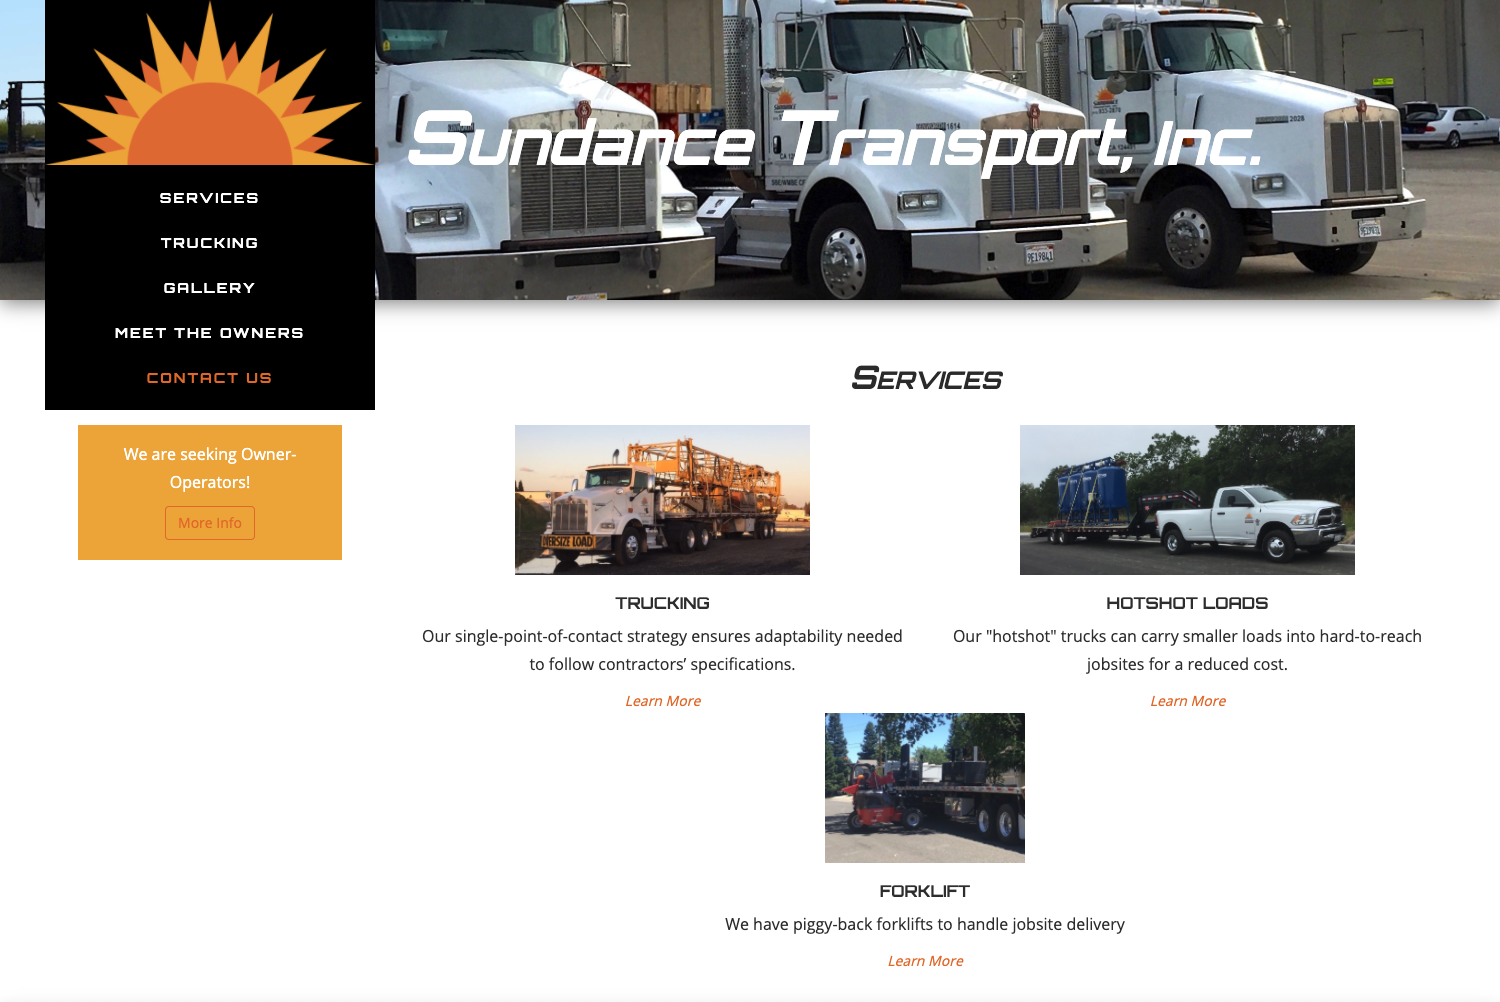 Sundance Transport, Inc.
SERVICES
TRUCKING
GALLERY
MEET THE OWNERS
CONTACT US
We are seeking Owner-
Operators!
More Info
Services
TRUCKING
Our single-point-of-contact strategy ensures adaptability needed
to follow contractors’ specifications.
Learn More
HOTSHOT LOADS
Our "hotshot" trucks can carry smaller loads into hard-to-reach
jobsites for a reduced cost.
Learn More
OVERSIZE LOAD
FORKLIFT
We have piggy-back forklifts to handle jobsite delivery
Learn More
9E19841